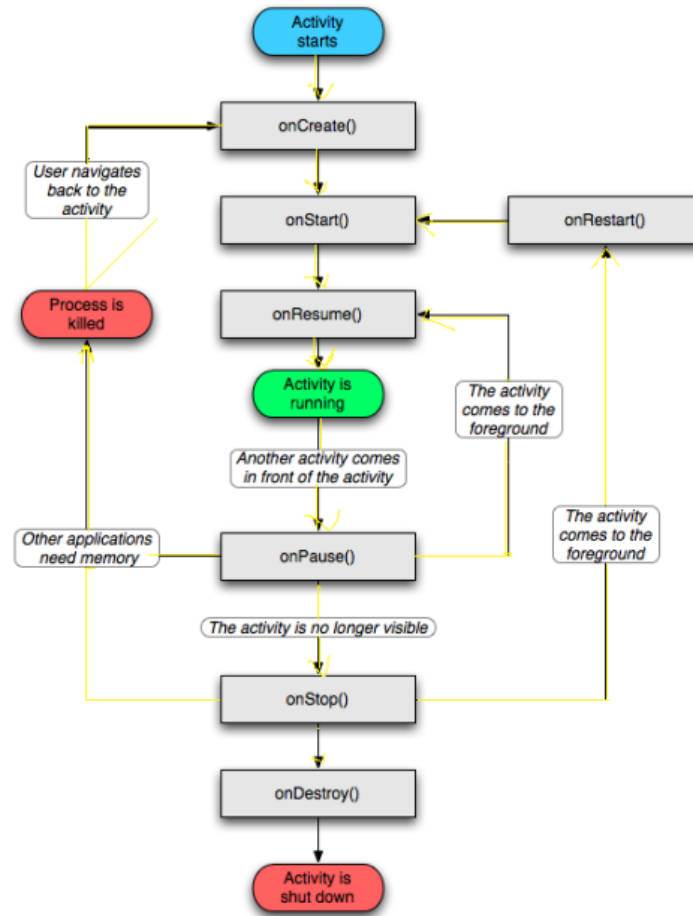 Activity
starts
onCreate()
User navigates
back to the
activity
onStart()
onRestart()
Process is
killed
onResume()
Activity is
running
The activity
comes to the
foreground
Another activity comes
in front of the activity
The activity
comes to the
foreground
Other applications
need memory
onPause()
The activity is no longer visible
onStop()
onDestroy()
Activity is
shut down